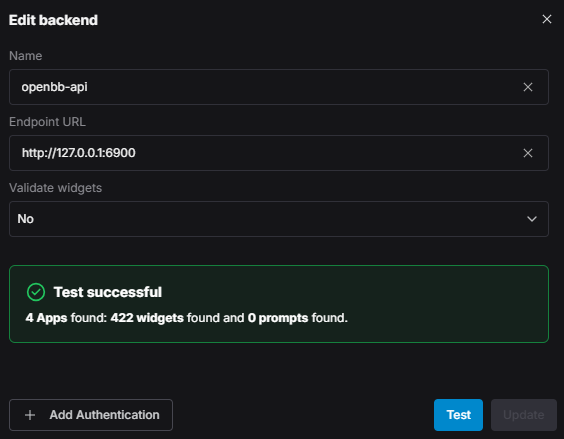 Edit backend
Name
openbb-api
Endpoint URL
http://127.0.0.1:6900
Validate widgets
No
Test successful
4 Apps found: 422 widgets found and 0 prompts found.
Add Authentication
Test
Update